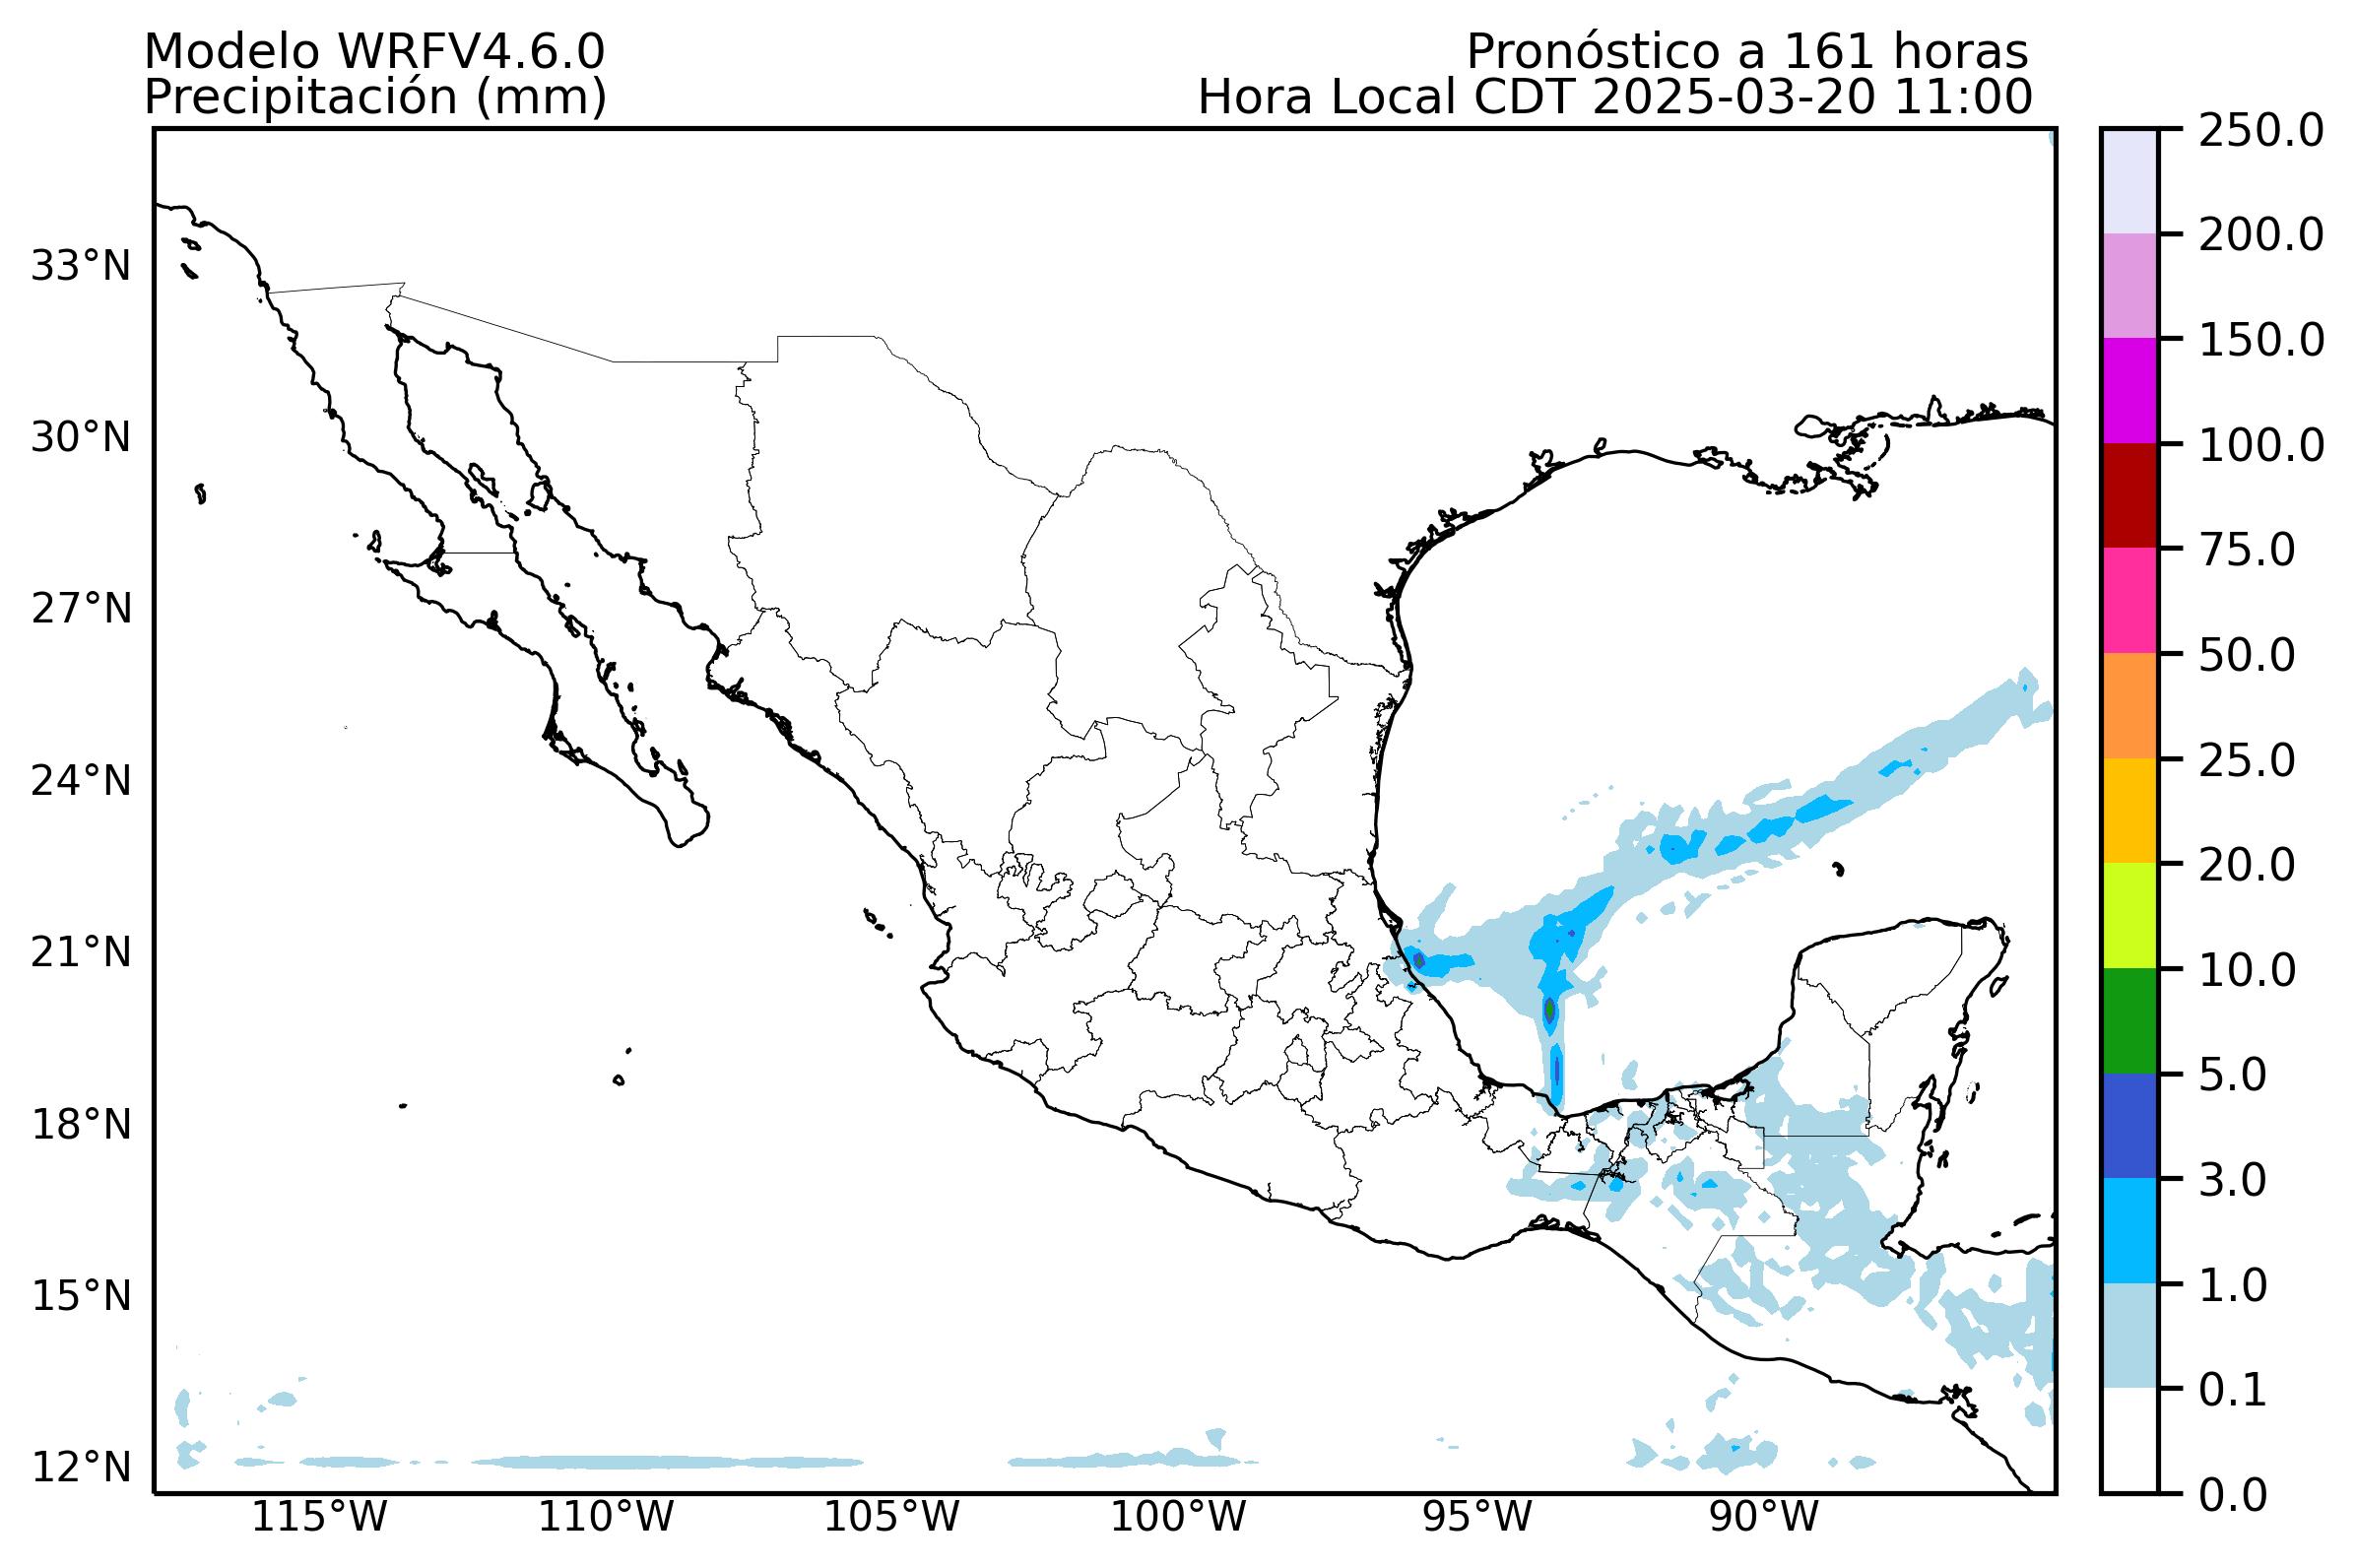 Modelo WRFV4.6.0
Precipitación (mm)
Pronóstico a 161 horas
Hora Local CDT 2025-03-20 11:00
33°N
30°N
27°N
24°N
21°N
18°N
15°N
12°N
115°W
110°W
105°W
100°W
95°W
90°W
250.0
200.0
150.0
100.0
75.0
50.0
25.0
20.0
10.0
5.0
3.0
1.0
0.1
0.0